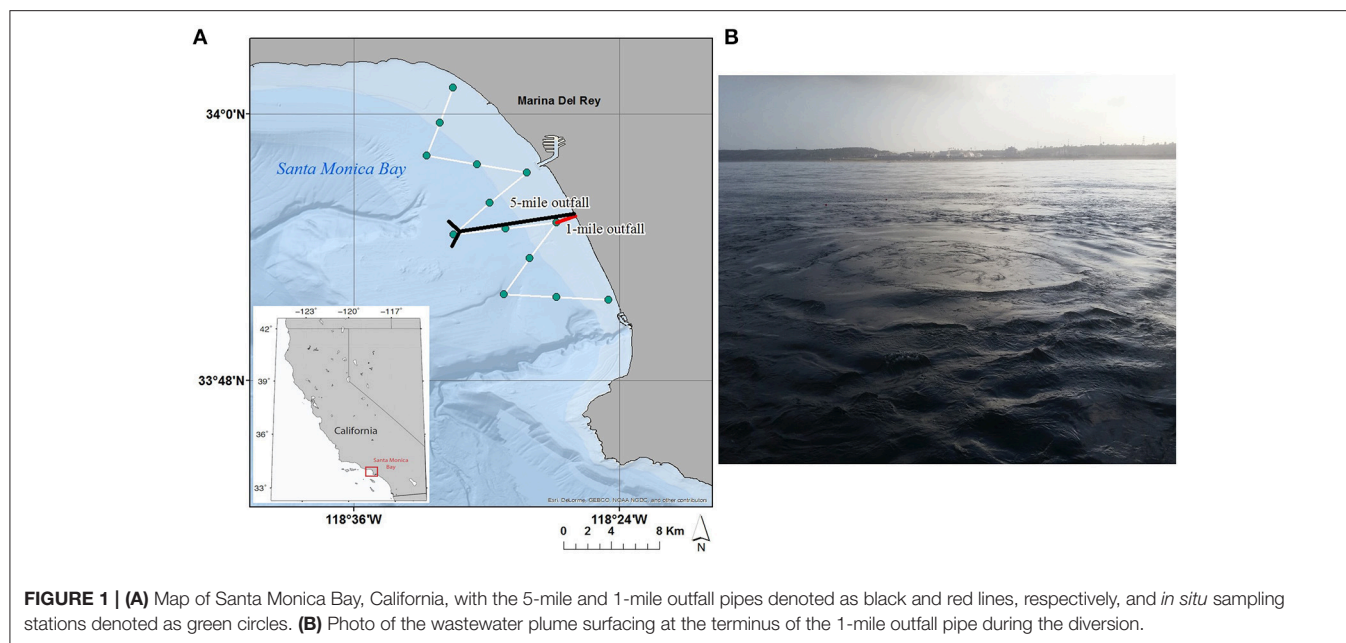 A
B
34°0'N
Marina Del Rey
Santa Monica Bay
5-mile outfall
1-mile outfall
33°48'N
−123° −120° −117°
42°
39°
36°
33°
California
Santa Monica
Bay
Esri, DeLorme, GEBCO, NOAA NGDC, and other contributors
118°36'W
118°24'W
0 2 4 8 Km
N
FIGURE 1 | (A) Map of Santa Monica Bay, California, with the 5-mile and 1-mile outfall pipes denoted as black and red lines, respectively, and in situ sampling
stations denoted as green circles. (B) Photo of the wastewater plume surfacing at the terminus of the 1-mile outfall pipe during the diversion.